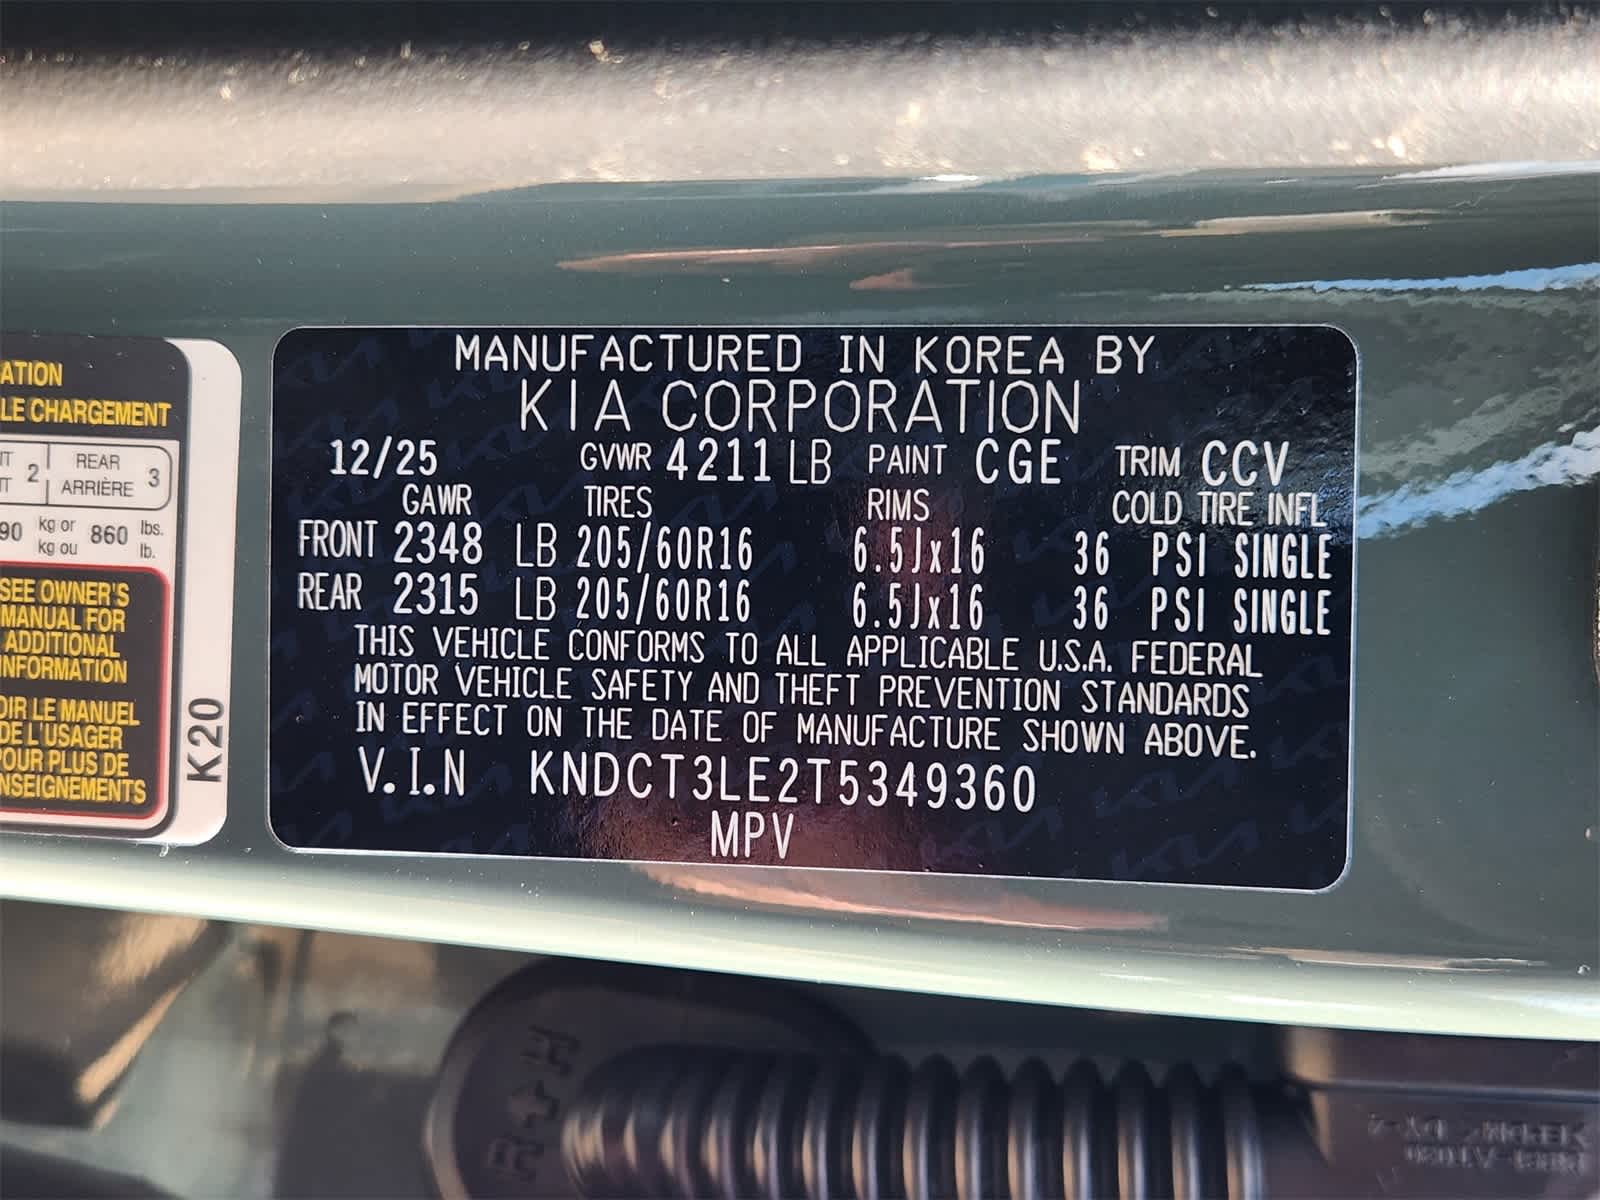 ATION
LE CHARGEMENT
2 | REAR 3
ARRIÈRE
90 kg or 860 lbs.
kg ou lb.
SEE OWNER'S
MANUAL FOR
ADDITIONAL
INFORMATION
OIR LE MANUEL
DE L'USAGER
POUR PLUS DE
NSEIGNEMENTS
K20
MANUFACTURED IN KOREA BY
KIA CORPORATION
12/25 GVWR 4211 LB PAINT CGE TRIM CCV
GAWR TIRES RIMS COLD TIRE INFL
FRONT 2348 LB 205/60R16 6.5Jx16 36 PSI SINGLE
REAR 2315 LB 205/60R16 6.5Jx16 36 PSI SINGLE
THIS VEHICLE CONFORMS TO ALL APPLICABLE U.S.A. FEDERAL
MOTOR VEHICLE SAFETY AND THEFT PREVENTION STANDARDS
IN EFFECT ON THE DATE OF MANUFACTURE SHOWN ABOVE.
V.I.N KNDCT3LE2T5349360
MPV